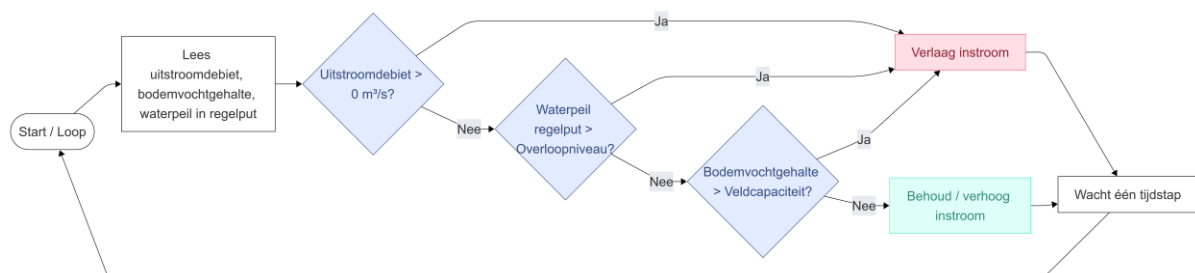 Start / Loop
Lees
uitstroomdebiet,
bodemvochtgehalte,
waterpeil in regelput
Uitstroomdebiet >
0 m³/s?
Ja
Nee
Waterpeil
regelput >
Overloopniveau?
Ja
Nee
Bodemvochtgehalte
> Veldcapaciteit?
Ja
Nee
Verlaag instroom
Behoud / verhoog
instroom
Wacht één tijdstap